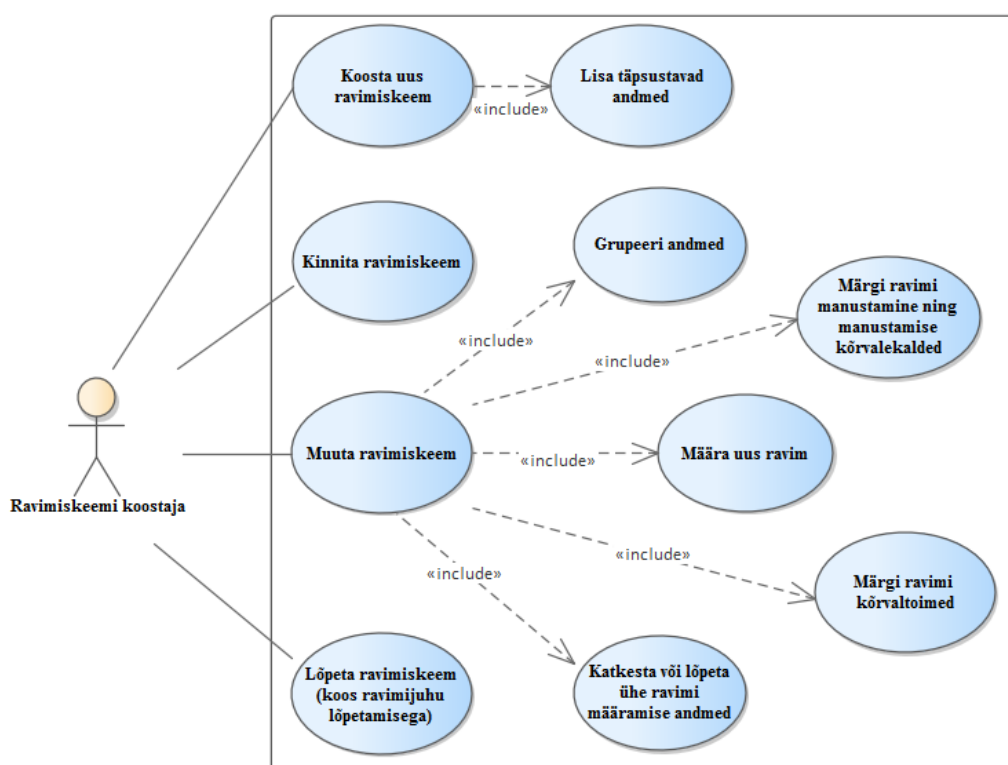 Koosta uus
ravimiskeem
«include»
Lisa täpsustavad
andmed
Kinnita ravimiskeem
Grupeeri andmed
«include»
Märgi ravimi
manustamine ning
manustamise
kõrvalekalded
«include»
Ravimiskeemi koostaja
Muuta ravimiskeem
«include»
Määra uus ravim
«include»
Märgi ravimi
kõrvaltoimed
«include»
Lõpeta ravimiskeem
(koos ravimijuhu
lõpetamisega)
Katkesta või lõpeta
ühe ravimi
määramise andmed